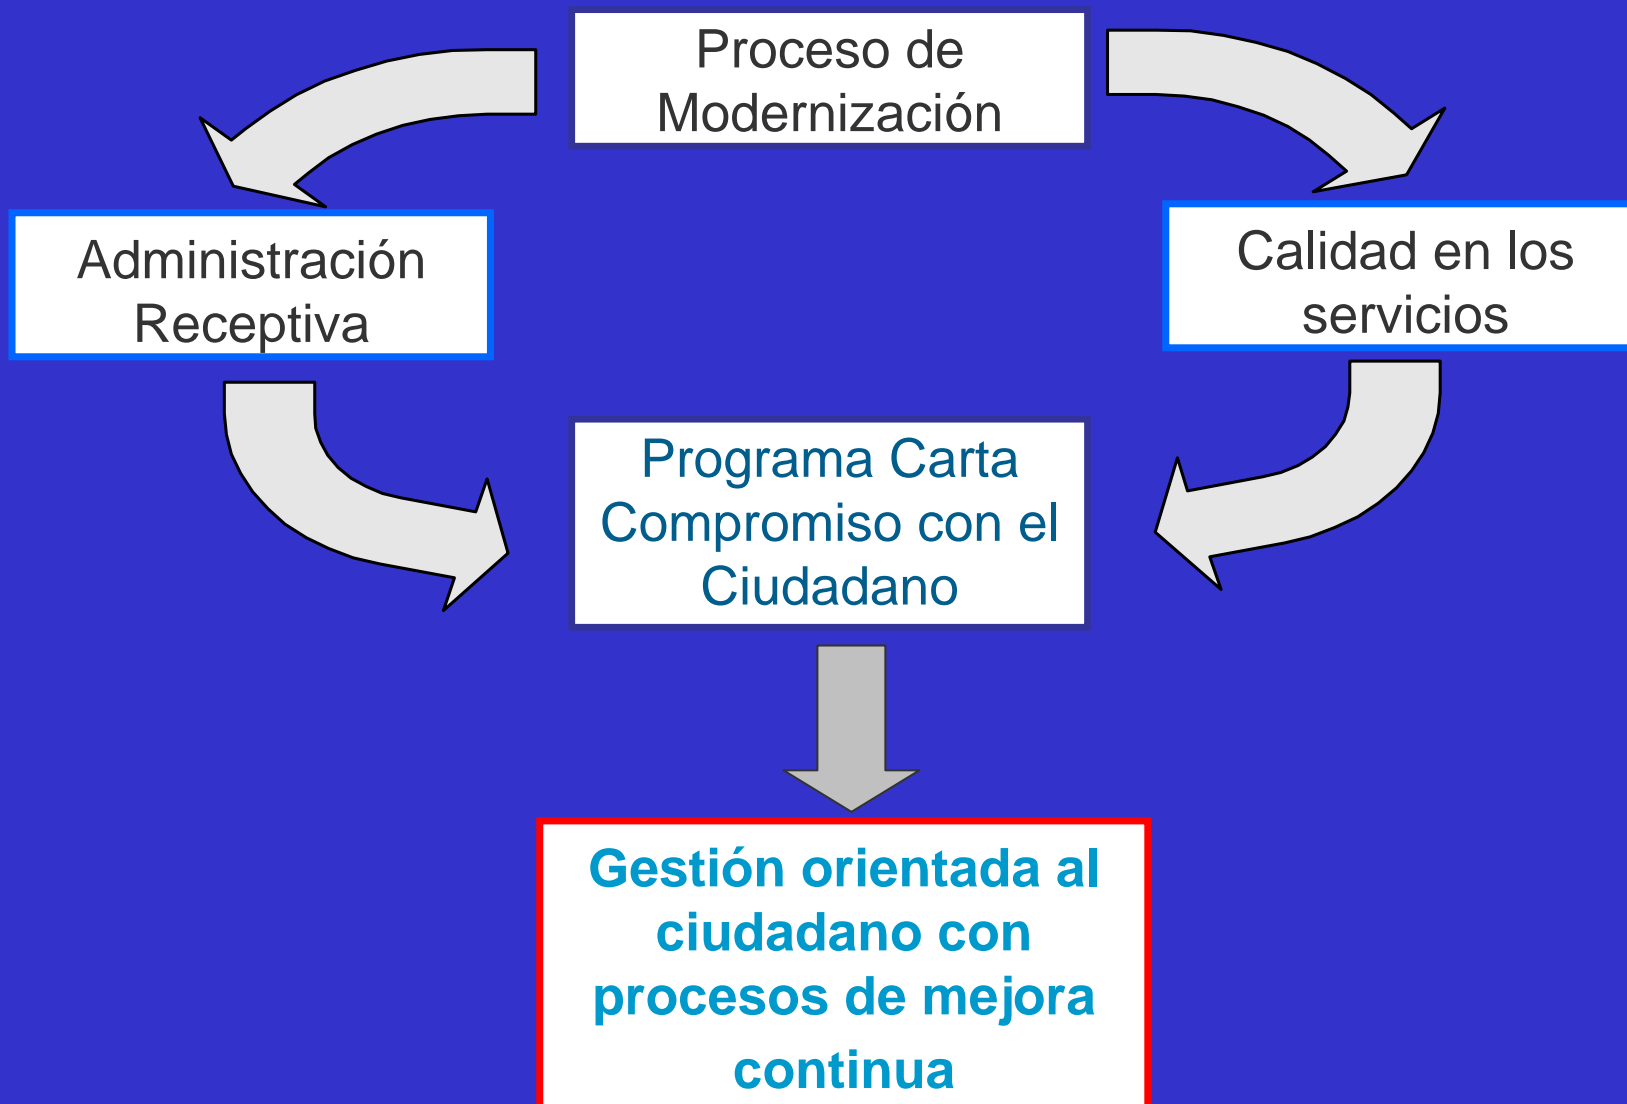 Proceso de
Modernización
Administración
Receptiva
Calidad en los
servicios
Programa Carta
Compromiso con el
Ciudadano
Gestión orientada al
ciudadano con
procesos de mejora
continua